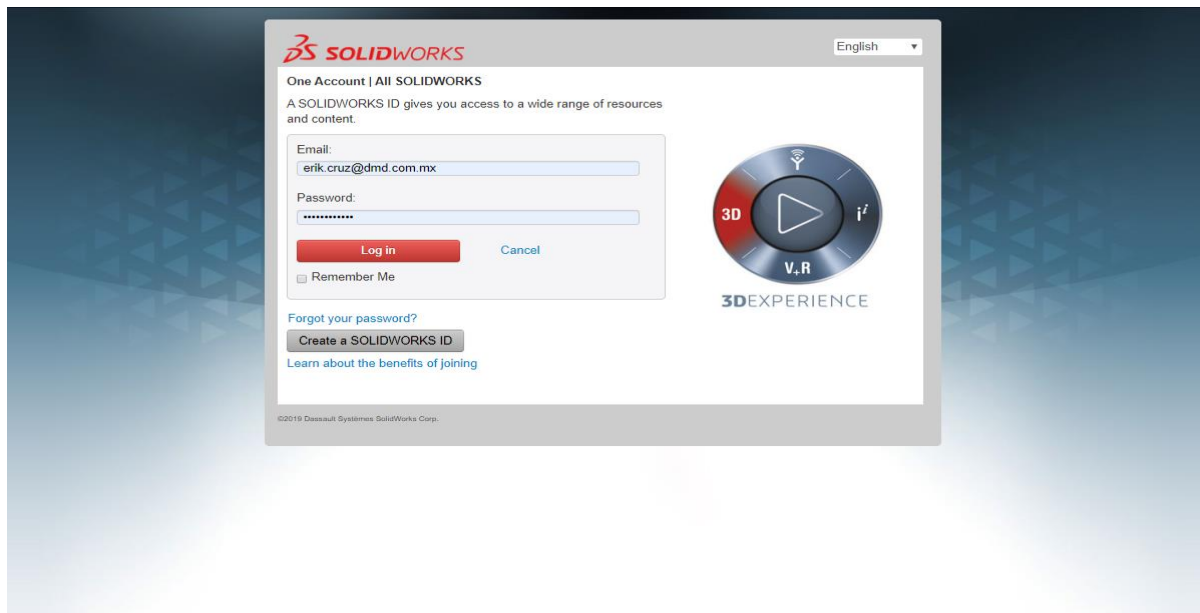 3S SOLIDWORKS
English
One Account | All SOLIDWORKS
A SOLIDWORKS ID gives you access to a wide range of resources
and content.
Email:
erik.cruz@dmd.com.mx
Password:
••••••••••••
Log in
Cancel
Remember Me
Forgot your password?
Create a SOLIDWORKS ID
Learn about the benefits of joining
3D
i²
V+R
3DEXPERIENCE
©2019 Dassault Systèmes SolidWorks Corp.